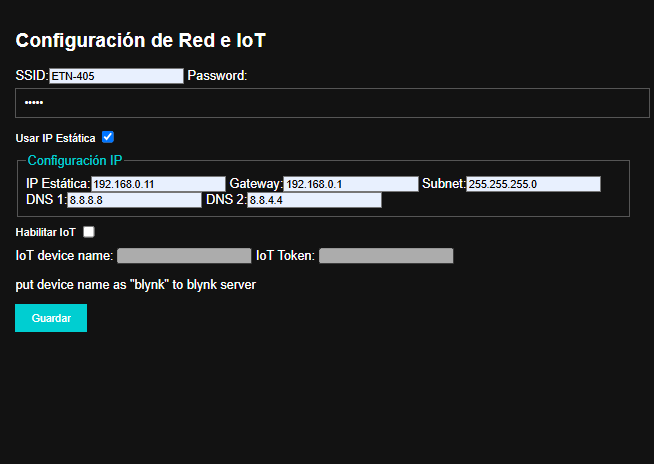 Configuración de Red e IoT
SSID: ETN-405 Password:
•••••
Usar IP Estática
Configuración IP
IP Estática: 192.168.0.11 Gateway: 192.168.0.1 Subnet: 255.255.255.0
DNS 1: 8.8.8.8 DNS 2: 8.8.4.4
Habilitar IoT
IoT device name: IoT Token:
put device name as "blynk" to blynk server
Guardar